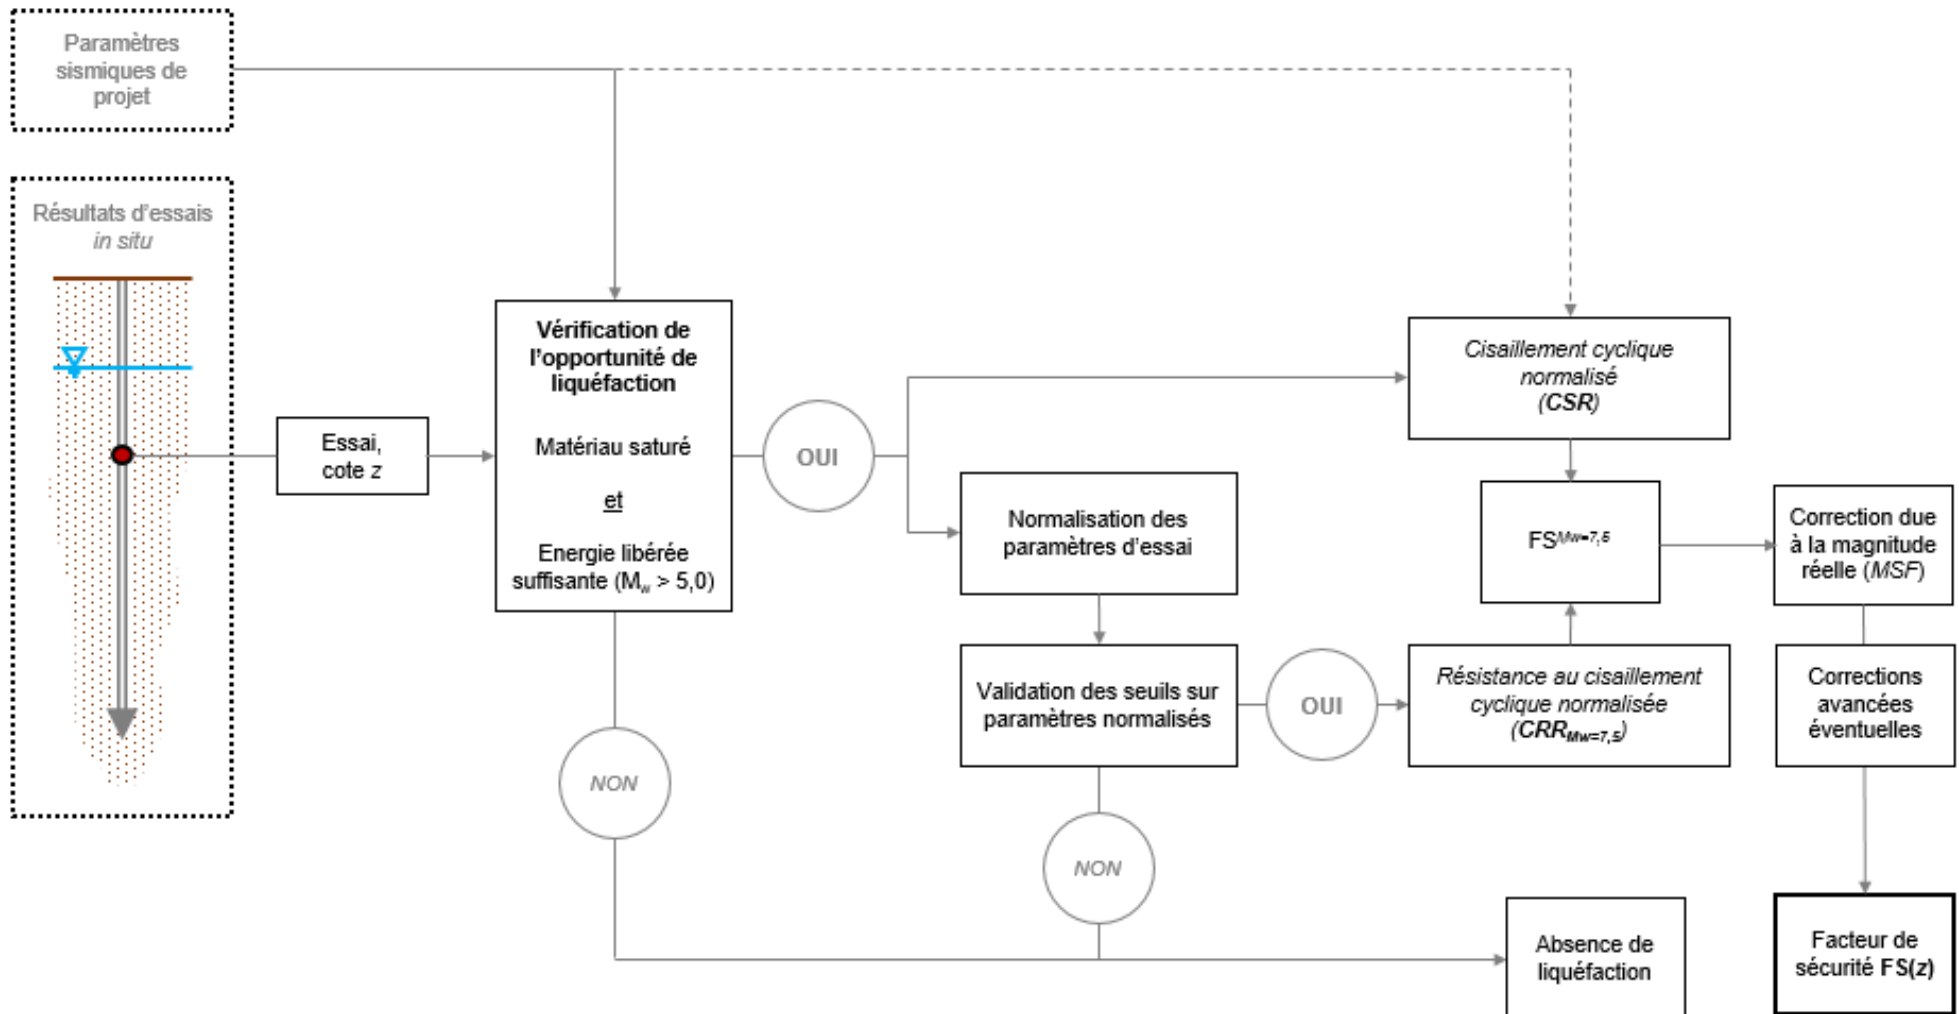 Paramètres
sismiques de
projet
Résultats d'essais
in situ
Essai,
cote z
Vérification de
l'opportunité de
liquéfaction
Matériau saturé
et
Energie libérée
suffisante (Mw > 5,0)
OUI
NON
Normalisation des
paramètres d'essai
Validation des seuils sur
paramètres normalisés
OUI
NON
Cisaillement cyclique
normalisé
(CSR)
FSMw=7,5
Résistance au cisaillement
cyclique normalisée
(CRRMw=7,5)
Correction due
à la magnitude
réelle (MSF)
Corrections
avancées
éventuelles
Absence de
liquéfaction
Facteur de
sécurité FS(z)